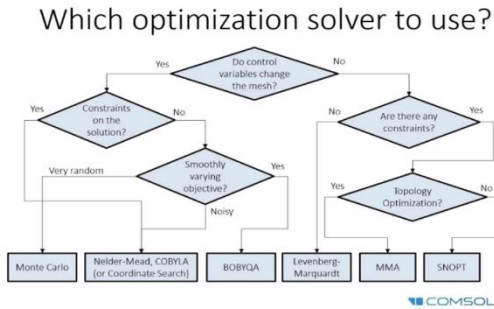 Which optimization solver to use?
Do control
variables change
the mesh?
Yes
No
Constraints
on the
solution?
Yes
No
Are there any
constraints?
No
Smoothly
varying
objective?
Very random
Yes
Noisy
Topology
Optimization?
Yes
No
Monte Carlo
Nelder-Mead, COBYLA
(or Coordinate Search)
BOBYQA
Levenberg-
Marquardt
MMA
SNOPT
COMSOL